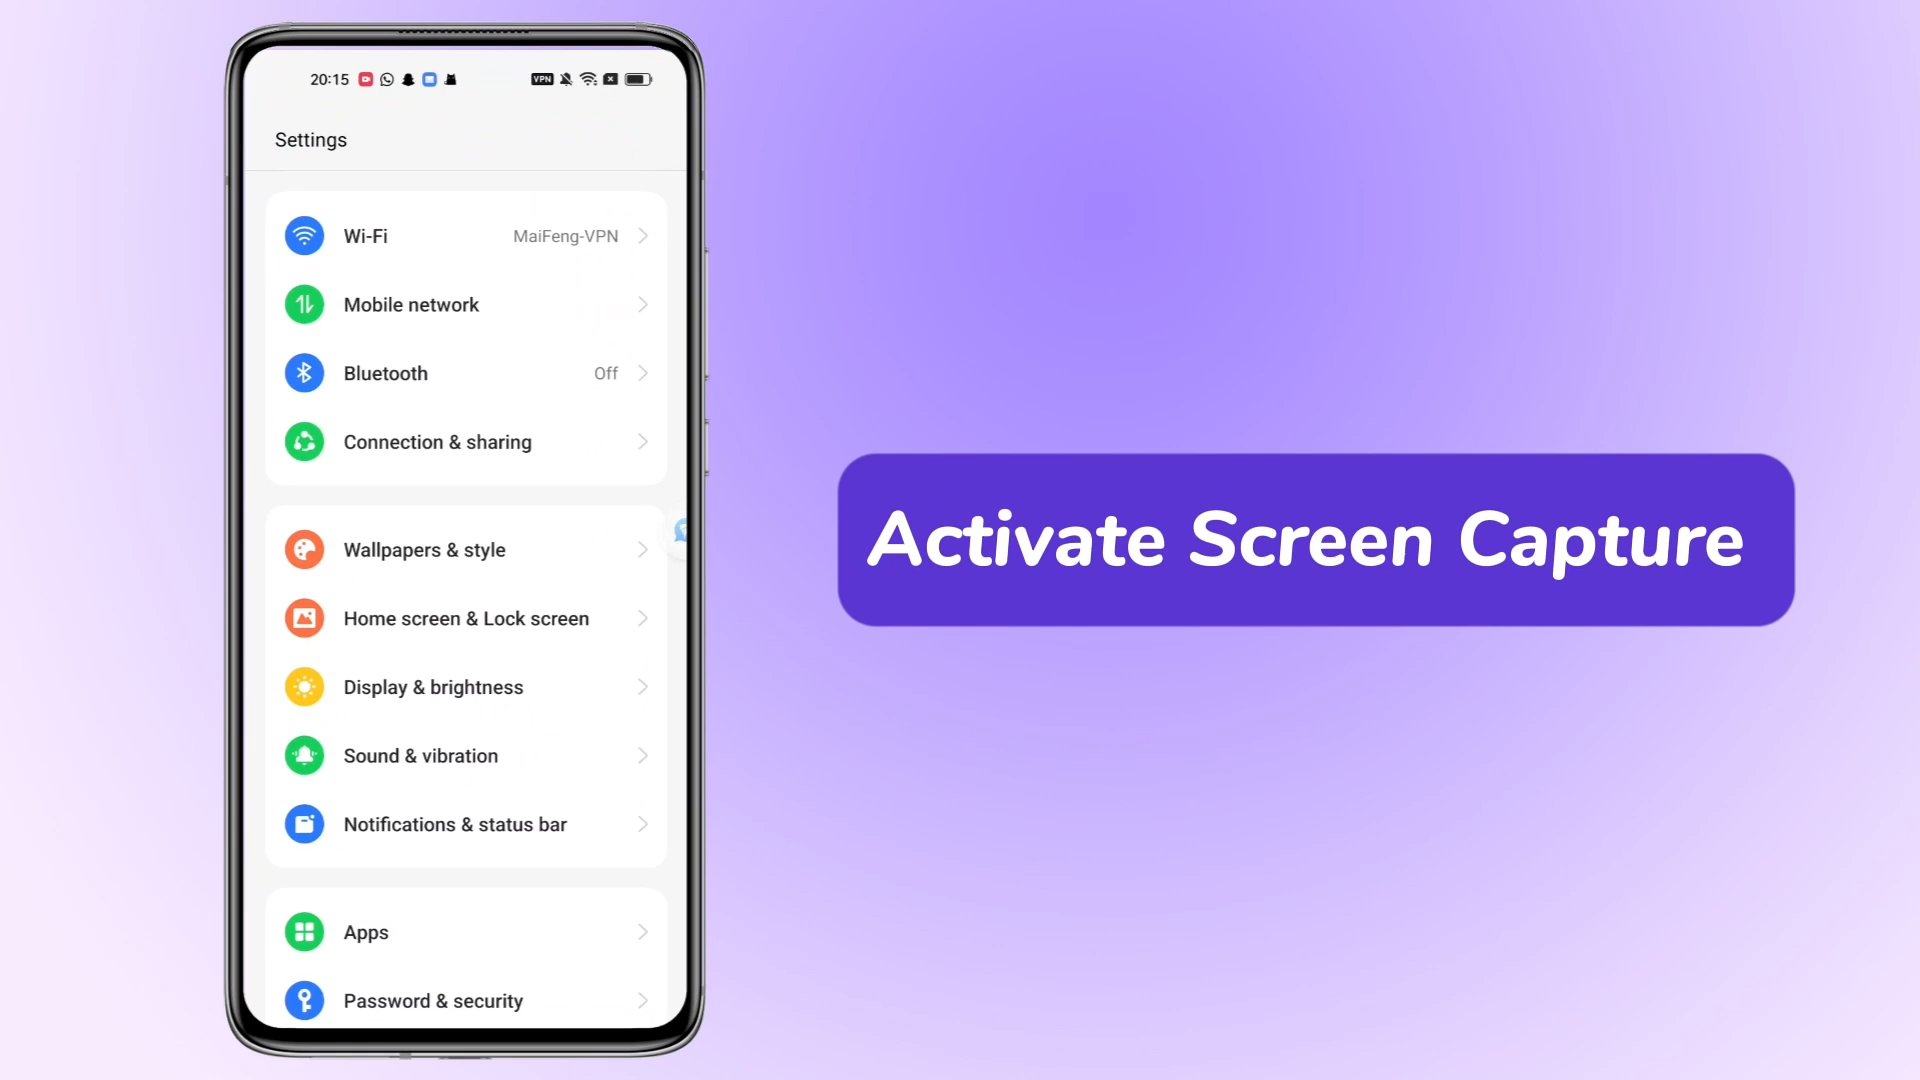 20:15
VPN
Settings
Wi-Fi MaiFeng-VPN
Mobile network
Bluetooth Off
Connection & sharing
Wallpapers & style
Home screen & Lock screen
Display & brightness
Sound & vibration
Notifications & status bar
Apps
Password & security
Activate Screen Capture